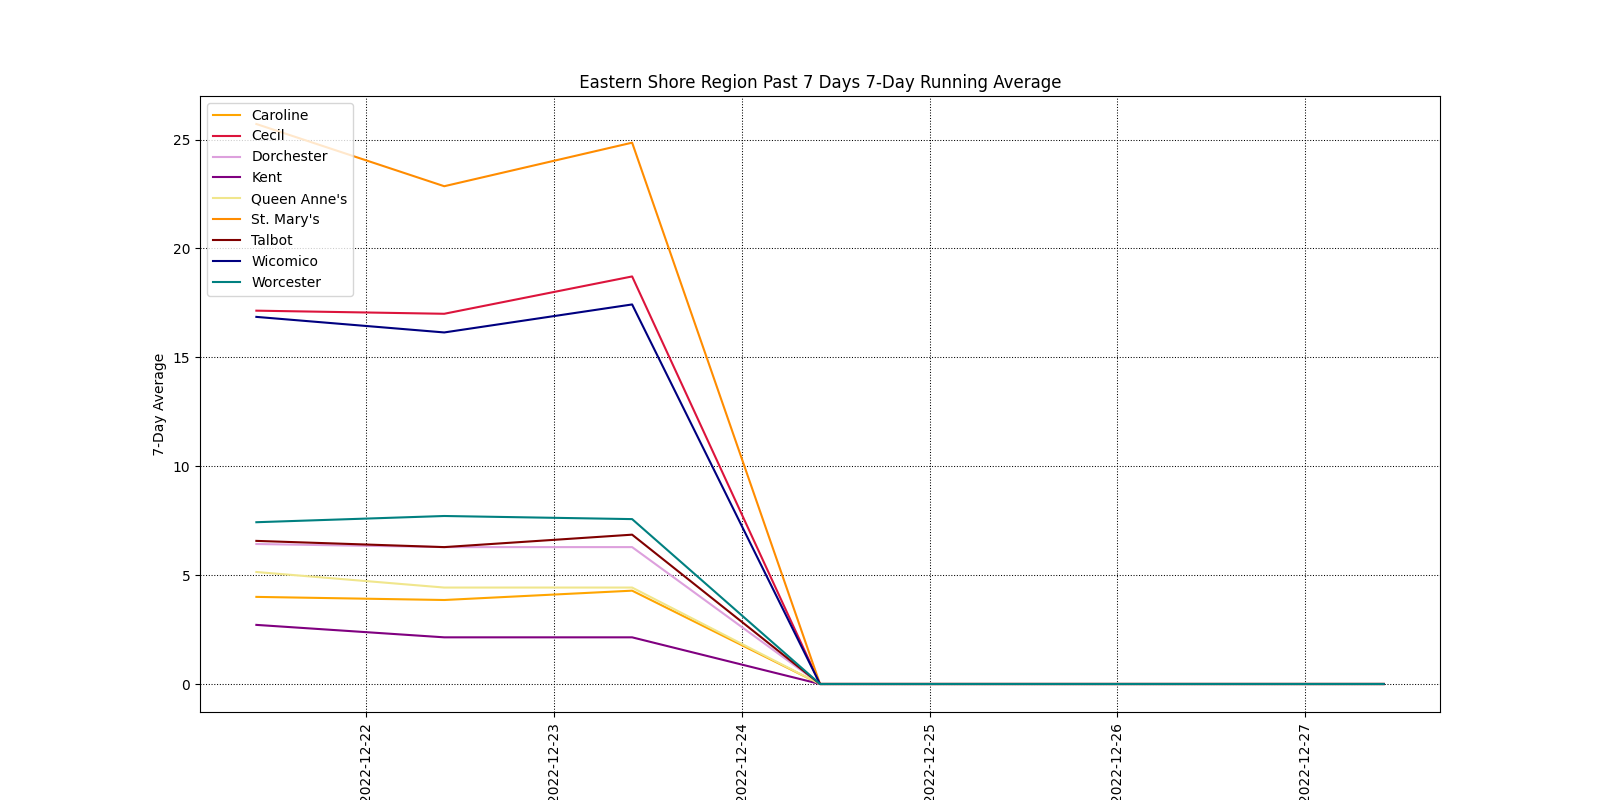 Eastern Shore Region Past 7 Days 7-Day Running Average
Caroline
Cecil
Dorchester
Kent
Queen Anne's
St. Mary's
Talbot
Wicomico
Worcester
25
20
15
10
5
0
7-Day Average
2022-12-22
2022-12-23
2022-12-24
2022-12-25
2022-12-26
2022-12-27